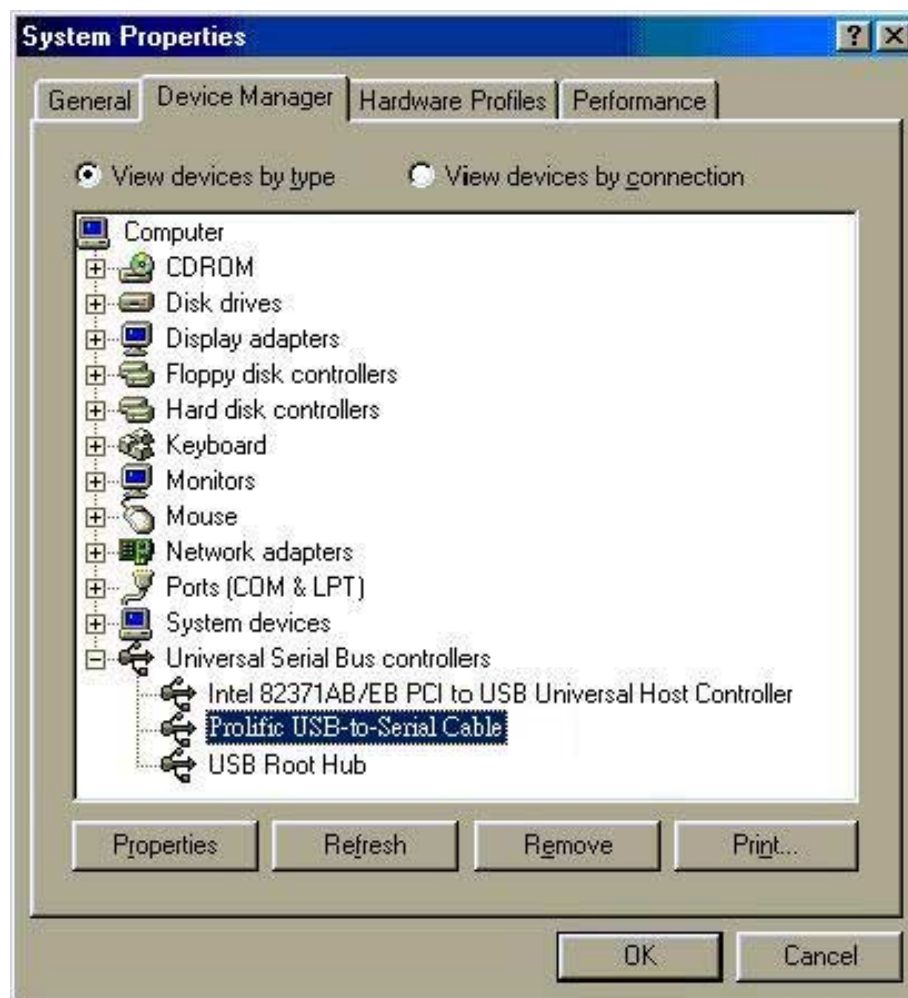 System Properties
General Device Manager Hardware Profiles Performance
View devices by type View devices by connection
Computer
CDROM
Disk drives
Display adapters
Floppy disk controllers
Hard disk controllers
Keyboard
Monitors
Mouse
Network adapters
Ports (COM & LPT)
System devices
Universal Serial Bus controllers
Intel 82371AB/EB PCI to USB Universal Host Controller
Prolific USB-to-Serial Cable
USB Root Hub
Properties Refresh Remove Print...
OK Cancel